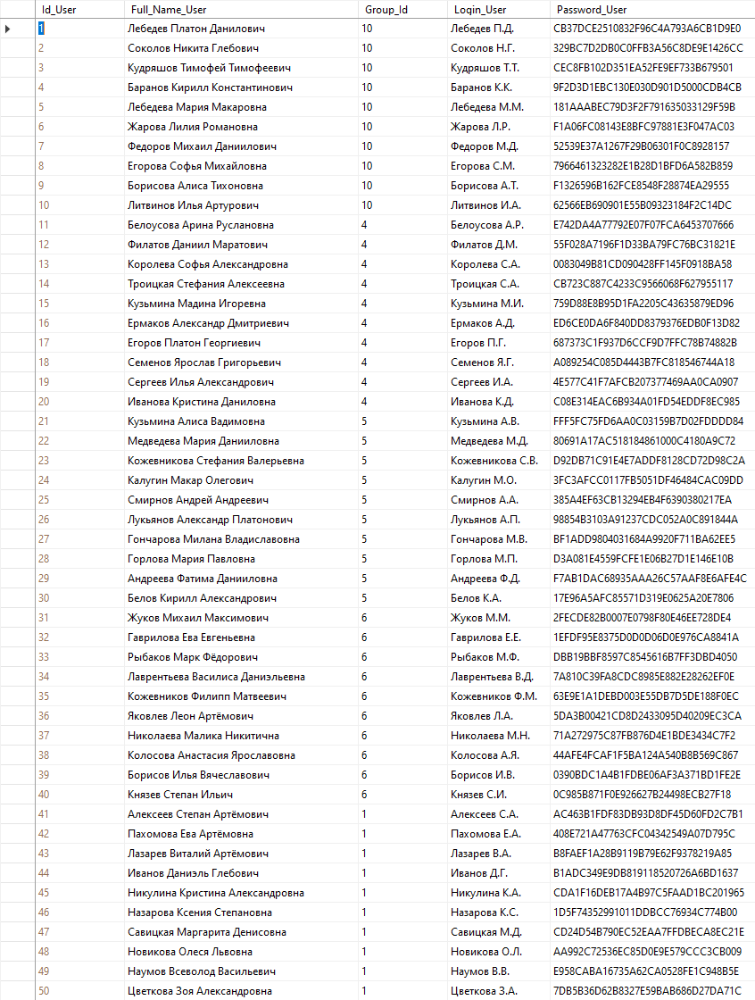 Id_User Full_Name_User Group_Id Login_User Password_User
1 Лебедев Платон Данилович 10 Лебедев П.Д. CB37DCE2510832F96C4A793A6CB1D9E0
2 Соколов Никита Глебович 10 Соколов Н.Г. 329BC7D2DB0C0FFB3A56C8DE9E1426CC
3 Кудряшов Тимофей Тимофеевич 10 Кудряшов Т.Т. CEC8FB102D351EA52FE9EF733B679501
4 Баранов Кирилл Константинович 10 Баранов К.К. 9F2D3D1EBC130E030D901D5000CDB4CB
5 Лебедева Мария Макаровна 10 Лебедева М.М. 181AAABEC79D3F2F791635033129F59B
6 Жарова Лилия Романовна 10 Жарова Л.Р. F1A06FC08143E8BFC97881E3F047AC03
7 Федоров Михаил Даниилович 10 Федоров М.Д. 52539E37A1267F29B06301F0C8928157
8 Егорова Софья Михайловна 10 Егорова С.М. 7966461323282E1B28D1BFD6A582B859
9 Борисова Алиса Тихоновна 10 Борисова А.Т. F1326596B162FCE8548F28874EA29555
10 Литвинов Илья Артурович 10 Литвинов И.А. 62566EB690901E55B09323184F2C14DC
11 Белоусова Арина Руслановна 4 Белоусова А.Р. E742DA4A77792E07F07FCA6453707666
12 Филатов Даниил Маратович 4 Филатов Д.М. 55F028A7196F1D33BA79FC76BC31821E
13 Королева Софья Александровна 4 Королева С.А. 0083049B81CD090428FF145F0918BA58
14 Троицкая Стефания Алексеевна 4 Троицкая С.А. CB723C887C4233C9566068F627955117
15 Кузьмина Мадина Игоревна 4 Кузьмина М.И. 759D88E8B95D1FA2205C43635879ED96
16 Ермаков Александр Дмитриевич 4 Ермаков А.Д. ED6CE0DA6F840DD8379376EDB0F13D82
17 Егоров Платон Георгиевич 4 Егоров П.Г. 687373C1F937D6CCF9D7FFC78B74882B
18 Семенов Ярослав Григорьевич 4 Семенов Я.Г. A089254C085D4443B7FC818546744A18
19 Сергеев Илья Александрович 4 Сергеев И.А. 4E577C41F7AFCB207377469AA0CA0907
20 Иванова Кристина Даниловна 4 Иванова К.Д. C08E314EAC6B934A01FD54EDDF8EC985
21 Кузьмина Алиса Вадимовна 5 Кузьмина А.В. FFF5FC75FD6AA0C03159B7D02FDDDD84
22 Медведева Мария Данииловна 5 Медведева М.Д. 80691A17AC518184861000C4180A9C72
23 Кожевникова Стефания Валерьевна 5 Кожевникова С.В. D92DB71C91E4E7ADDF8128CD72D98C2A
24 Калугин Макар Олегович 5 Калугин М.О. 3FC3AFCC0117FB5051DF46484CAC09DD
25 Смирнов Андрей Андреевич 5 Смирнов А.А. 385A4EF63CB13294EB4F6390380217EA
26 Лукьянов Александр Платонович 5 Лукьянов А.П. 98854B3103A91237CDC052A0C891844A
27 Гончарова Милана Владиславовна 5 Гончарова М.В. BF1ADD9804031684A9920F711BA62EE5
28 Горлова Мария Павловна 5 Горлова М.П. D3A081E4559FCFE1E06B27D1E146E10B
29 Андреева Фатима Данииловна 5 Андреева Ф.Д. F7AB1DAC68935AAA26C57AAF8E6AFE4C
30 Белов Кирилл Александрович 5 Белов К.А. 17E96A5AFC85571D319E0625A20E7806
31 Жуков Михаил Максимович 6 Жуков М.М. 2FECDE82B0007E0798F80E46EE728DE4
32 Гаврилова Ева Евгеньевна 6 Гаврилова Е.Е. 1EFDF95E8375D0D0D06D0E976CA8841A
33 Рыбаков Марк Фёдорович 6 Рыбаков М.Ф. DBB19BBF8597C8545616B7FF3DBD4050
34 Лаврентьева Василиса Даниэльевна 6 Лаврентьева В.Д. 7A810C39FA8CDC8985E882E28262EF0E
35 Кожевников Филипп Матвеевич 6 Кожевников Ф.М. 63E9E1A1DEBD003E55DB7D5DE188F0EC
36 Яковлев Леон Артёмович 6 Яковлев Л.А. 5DA3B00421CD8D2433095D40209EC3CA
37 Николаева Малика Никитична 6 Николаева М.Н. 71A272975C87FB876D4E1BDE3434C7F2
38 Колосова Анастасия Ярославовна 6 Колосова А.Я. 44AFE4FCAF1F5BA124A540B8B569C867
39 Борисов Илья Вячеславович 6 Борисов И.В. 0390BDC1A4B1FDBE06AF3A371BD1FE2E
40 Князев Степан Ильич 6 Князев С.И. 0C985B871F0E926627B24498ECB27F18
41 Алексеев Степан Артёмович 1 Алексеев С.А. AC463B1FDF83DB93D8DF45D60FD2C7B1
42 Пахомова Ева Артёмовна 1 Пахомова Е.А. 408E721A47763CFC04342549A07D795C
43 Лазарев Виталий Артёмович 1 Лазарев В.А. B8FAEF1A28B9119B79E62F9378219A85
44 Иванов Даниэль Глебович 1 Иванов Д.Г. B1ADC349E9DB819118520726A6BD1637
45 Никулина Кристина Александровна 1 Никулина К.А. CDA1F16DEB17A4B97C5FAAD1BC201965
46 Назарова Ксения Степановна 1 Назарова К.С. 1D5F74352991011DDBCC76934C774B00
47 Савицкая Маргарита Денисовна 1 Савицкая М.Д. CD24D54B790EC52EAA7FFDBECA8EC21E
48 Новикова Олеся Львовна 1 Новикова О.Л. AA992C72536EC85D0E9E579CCC3CB009
49 Наумов Всеволод Васильевич 1 Наумов В.В. E958CABA16735A62CA0528FE1C948B5E
50 Цветкова Зоя Александровна 1 Цветкова З.А. 7DB5B36D62B8327E59BAB686D27DA71C